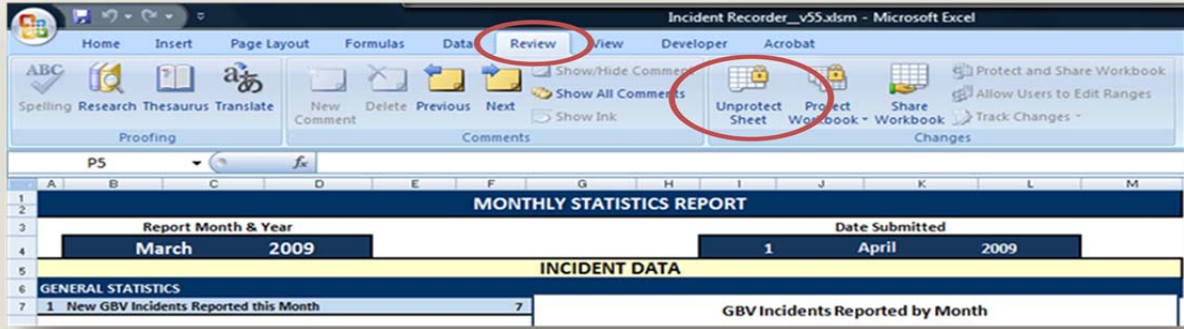 Incident Recorder_v55.xlsm - Microsoft Excel
Home Insert Page Layout Formulas Data Review View Developer Acrobat
ABC
Spelling Research Thesaurus Translate
New Comment
Delete Previous Next
Show/Hide Comment
Show All Comments
Show Ink
Unprotect Sheet
Protect Workbook
Share Workbook
Protect and Share Workbook
Allow Users to Edit Ranges
Track Changes
Proofing Comments Changes
P5 fx
A B C D E F G H I J K L M
1
2 MONTHLY STATISTICS REPORT
3 Report Month & Year Date Submitted
4 March 2009 1 April 2009
5 INCIDENT DATA
6 GENERAL STATISTICS
7 1 New GBV Incidents Reported this Month 7 GBV Incidents Reported by Month